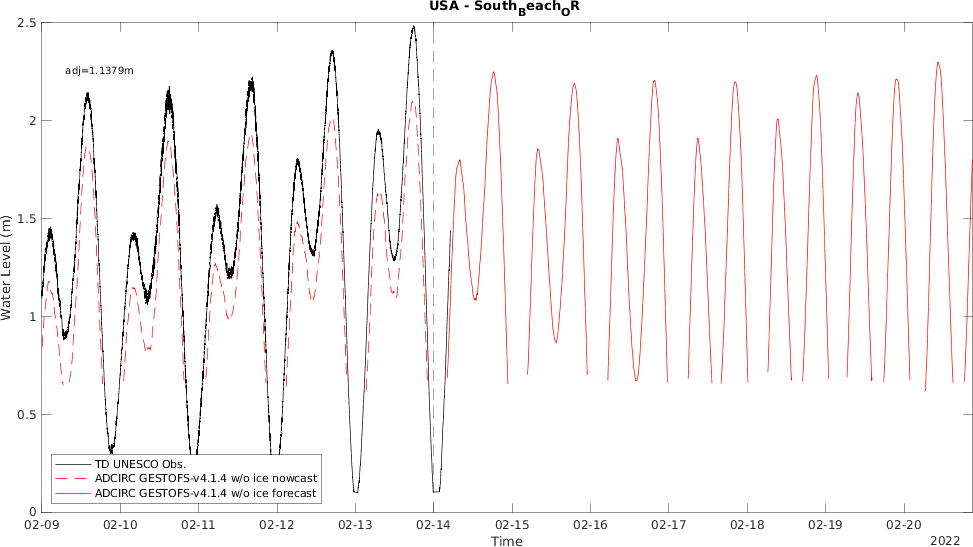 USA - SouthBeachOR
adj=1.1379m
2.5
2
1.5
1
0.5
0
Water Level (m)
TD UNESCO Obs.
ADCIRC GESTOFS-v4.1.4 w/o ice nowcast
ADCIRC GESTOFS-v4.1.4 w/o ice forecast
02-09 02-10 02-11 02-12 02-13 02-14 02-15 02-16 02-17 02-18 02-19 02-20
Time
2022